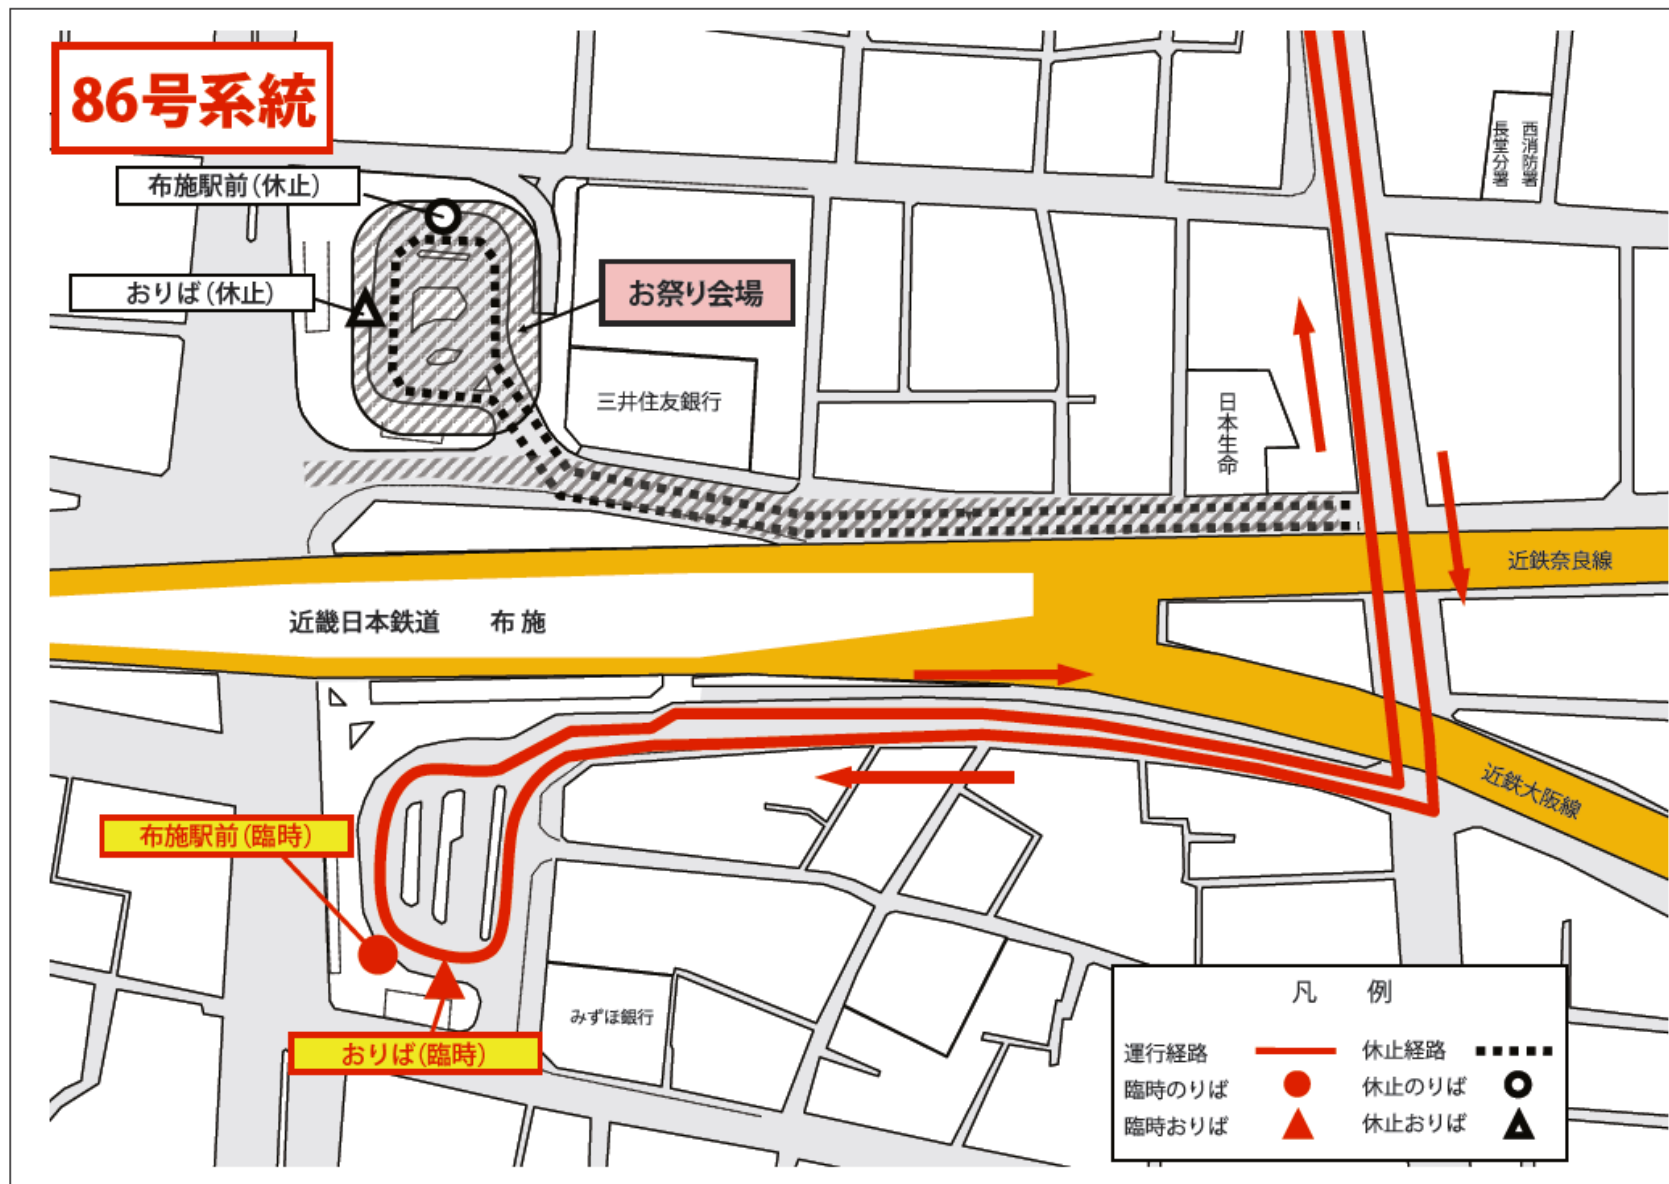 86号系統
布施駅前(休止)
おりば(休止)
お祭り会場
三井住友銀行
日本生命
西消防署
長堂分署
近鉄奈良線
近畿日本鉄道 布施
近鉄大阪線
布施駅前(臨時)
おりば(臨時)
みずほ銀行
凡 例
運行経路 休止経路
臨時のりば 休止のりば
臨時おりば 休止おりば